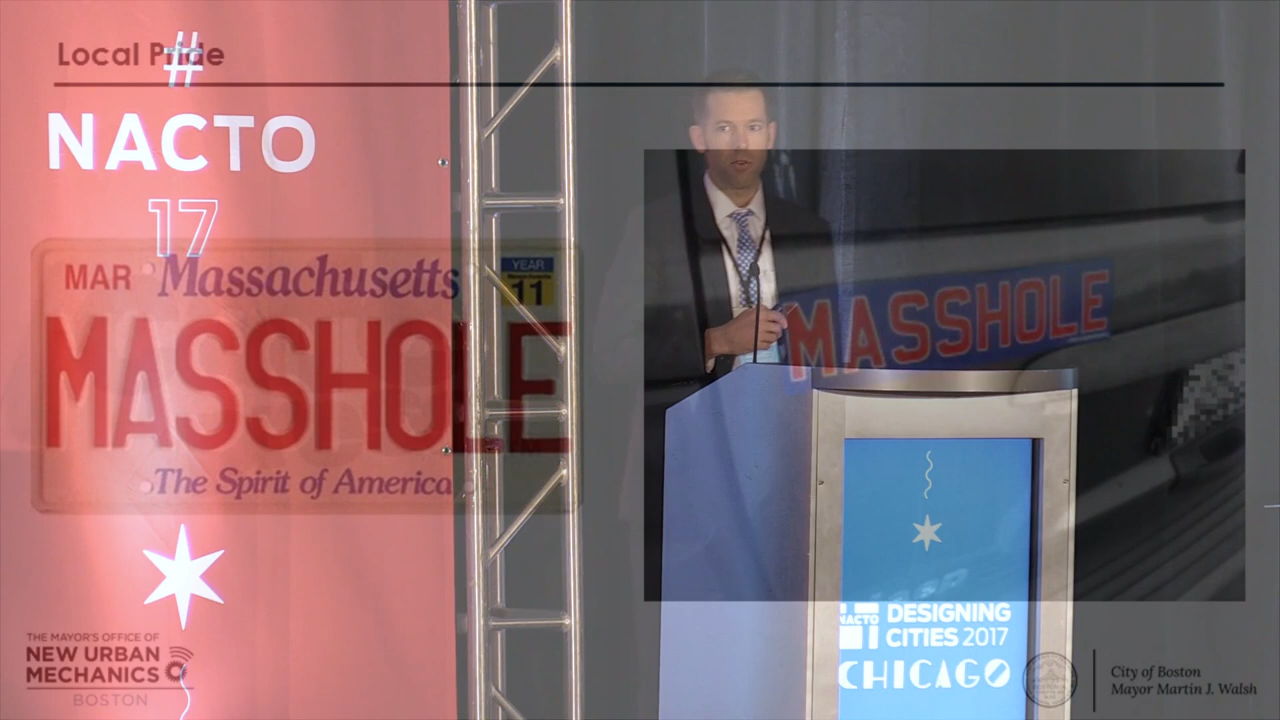 Local Pride
#
NACTO
17
MAR Massachusetts
YEAR
11
MASSHOLE
The Spirit of America
MASSHOLE
NACTO
DESIGNING
CITIES 2017
CHICAGO
THE MAYOR'S OFFICE OF
NEW URBAN
MECHANICS
BOSTON
City of Boston
Mayor Martin J. Walsh